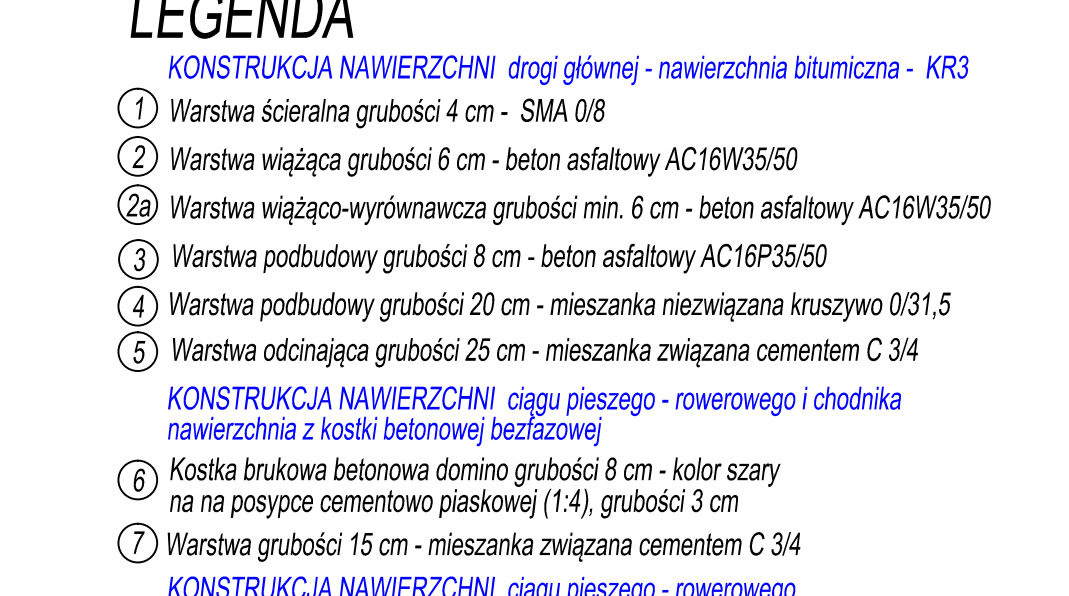 LEGENDA
KONSTRUKCJA NAWIERZCHNI drogi głównej - nawierzchnia bitumiczna - KR3
1 Warstwa ścieralna grubości 4 cm - SMA 0/8
2 Warstwa wiążąca grubości 6 cm - beton asfaltowy AC16W35/50
2a Warstwa wiążąco-wyrównawcza grubości min. 6 cm - beton asfaltowy AC16W35/50
3 Warstwa podbudowy grubości 8 cm - beton asfaltowy AC16P35/50
4 Warstwa podbudowy grubości 20 cm - mieszanka niezwiązana kruszywo 0/31,5
5 Warstwa odcinająca grubości 25 cm - mieszanka związana cementem C 3/4
KONSTRUKCJA NAWIERZCHNI ciągu pieszego - rowerowego i chodnika
nawierzchnia z kostki betonowej bezfazowej
6 Kostka brukowa betonowa domino grubości 8 cm - kolor szary
na na posypce cementowo piaskowej (1:4), grubości 3 cm
7 Warstwa grubości 15 cm - mieszanka związana cementem C 3/4
KONSTRUKCJA NAWIERZCHNI ciągu pieszego - rowerowego